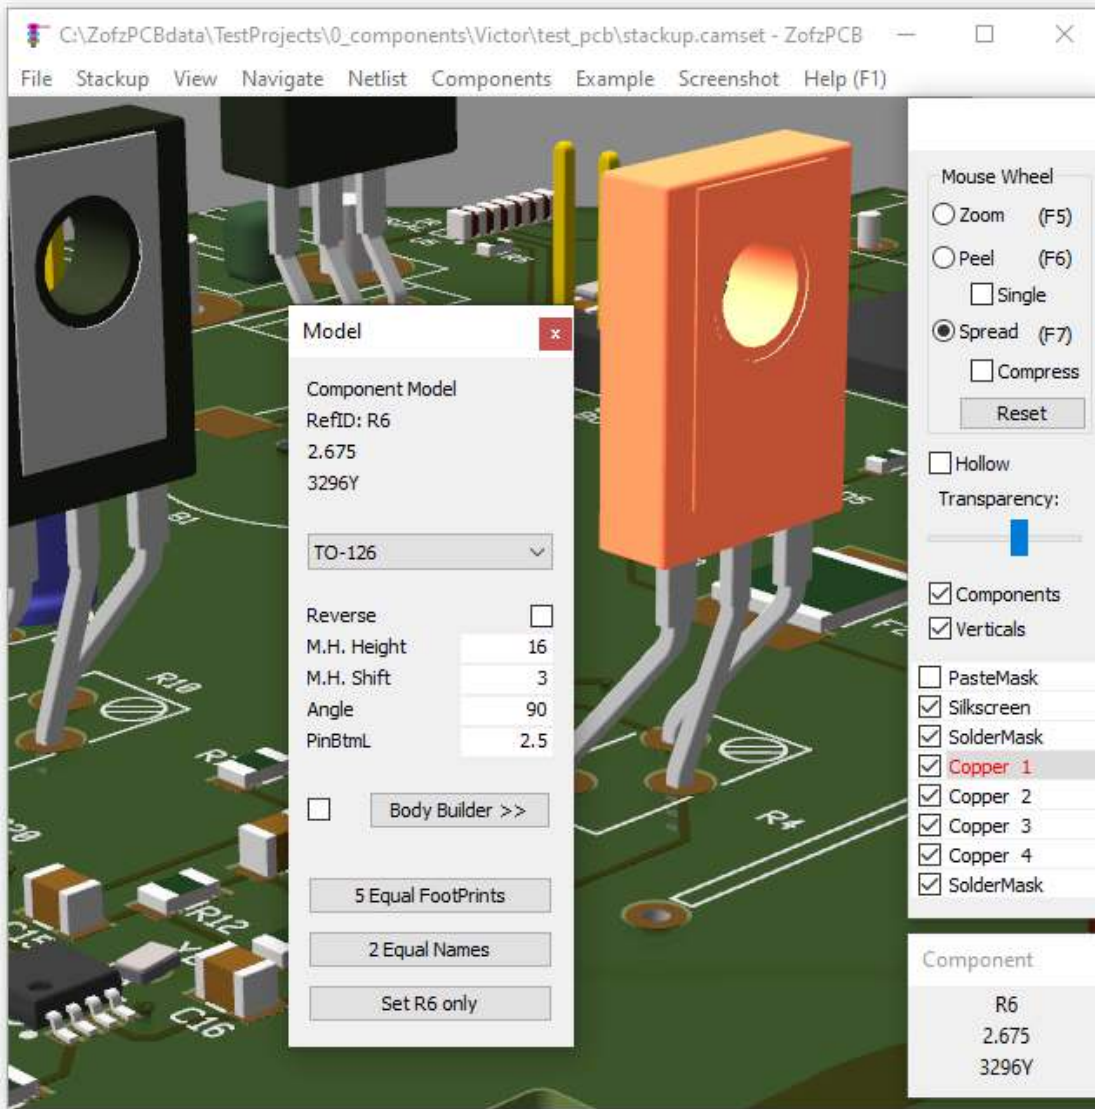 C:\ZofzPCBdata\TestProjects\0_components\Victor\test_pcb\stackup.camset - ZofzPCB
File Stackup View Navigate Netlist Components Example Screenshot Help (F1)
Mouse Wheel
Zoom (F5)
Peel (F6)
Single
Spread (F7)
Compress
Reset
Hollow
Transparency:
Components
Verticals
PasteMask
Silkscreen
SolderMask
Copper 1
Copper 2
Copper 3
Copper 4
SolderMask
Component
R6
2.675
3296Y
Model
x
Component Model
RefID: R6
2.675
3296Y
TO-126
Reverse
M.H. Height 16
M.H. Shift 3
Angle 90
PinBtmL 2.5
Body Builder >>
5 Equal FootPrints
2 Equal Names
Set R6 only
B1
R10
R4
R12
C15
C16